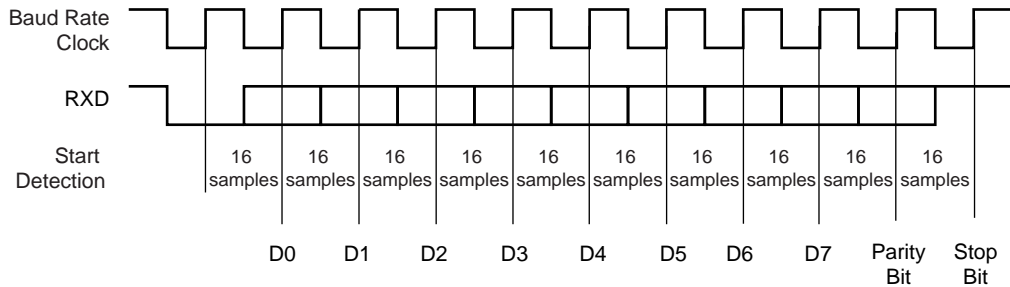 Baud Rate
Clock
RXD
Start
Detection
16 16 16 16 16 16 16 16 16 16
samples samples samples samples samples samples samples samples samples samples
D0 D1 D2 D3 D4 D5 D6 D7 Parity Stop
Bit Bit